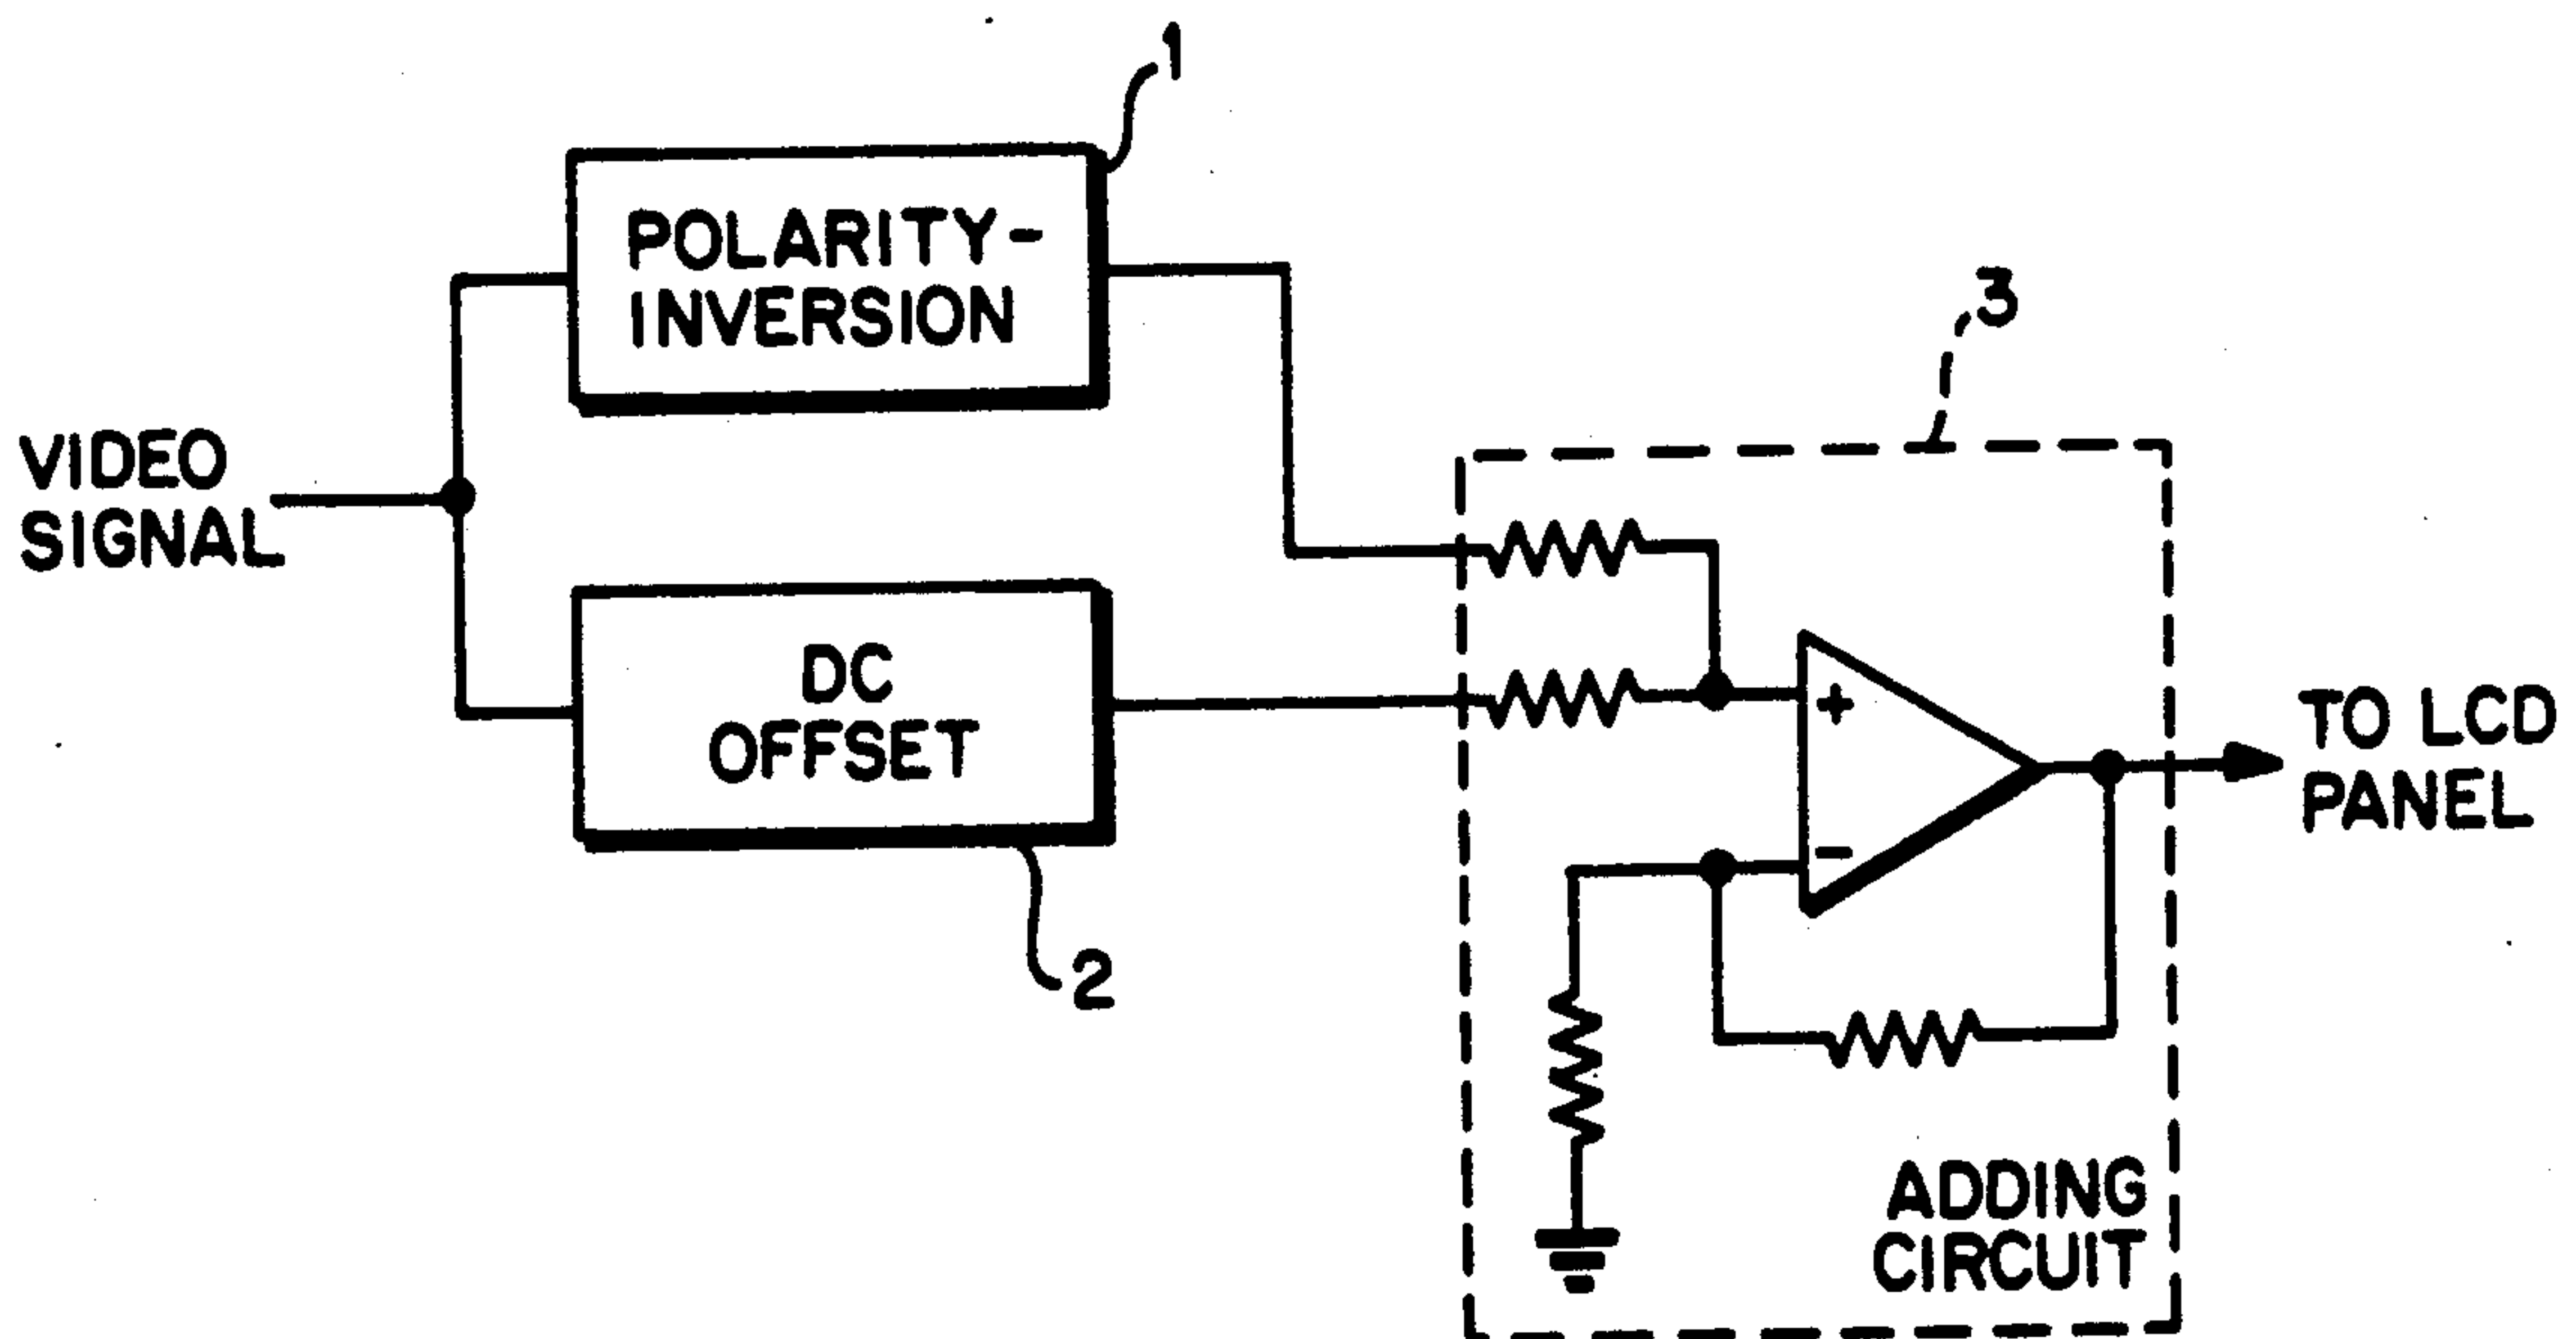 1
POLARITY-
INVERSION
3
VIDEO
SIGNAL
DC
OFFSET
+
TO LCD
PANEL
-
2
ADDING
CIRCUIT